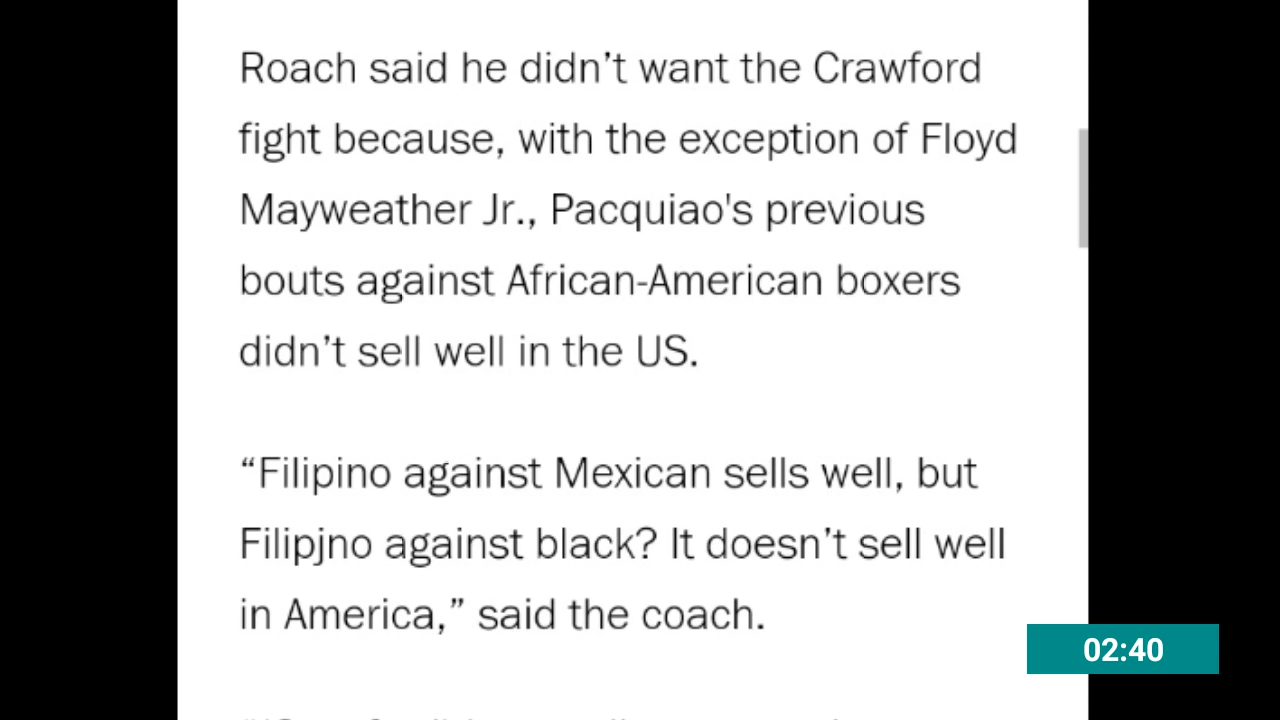 Roach said he didn’t want the Crawford
fight because, with the exception of Floyd
Mayweather Jr., Pacquiao's previous
bouts against African-American boxers
didn’t sell well in the US.
“Filipino against Mexican sells well, but
Filipjno against black? It doesn’t sell well
in America,” said the coach.
02:40